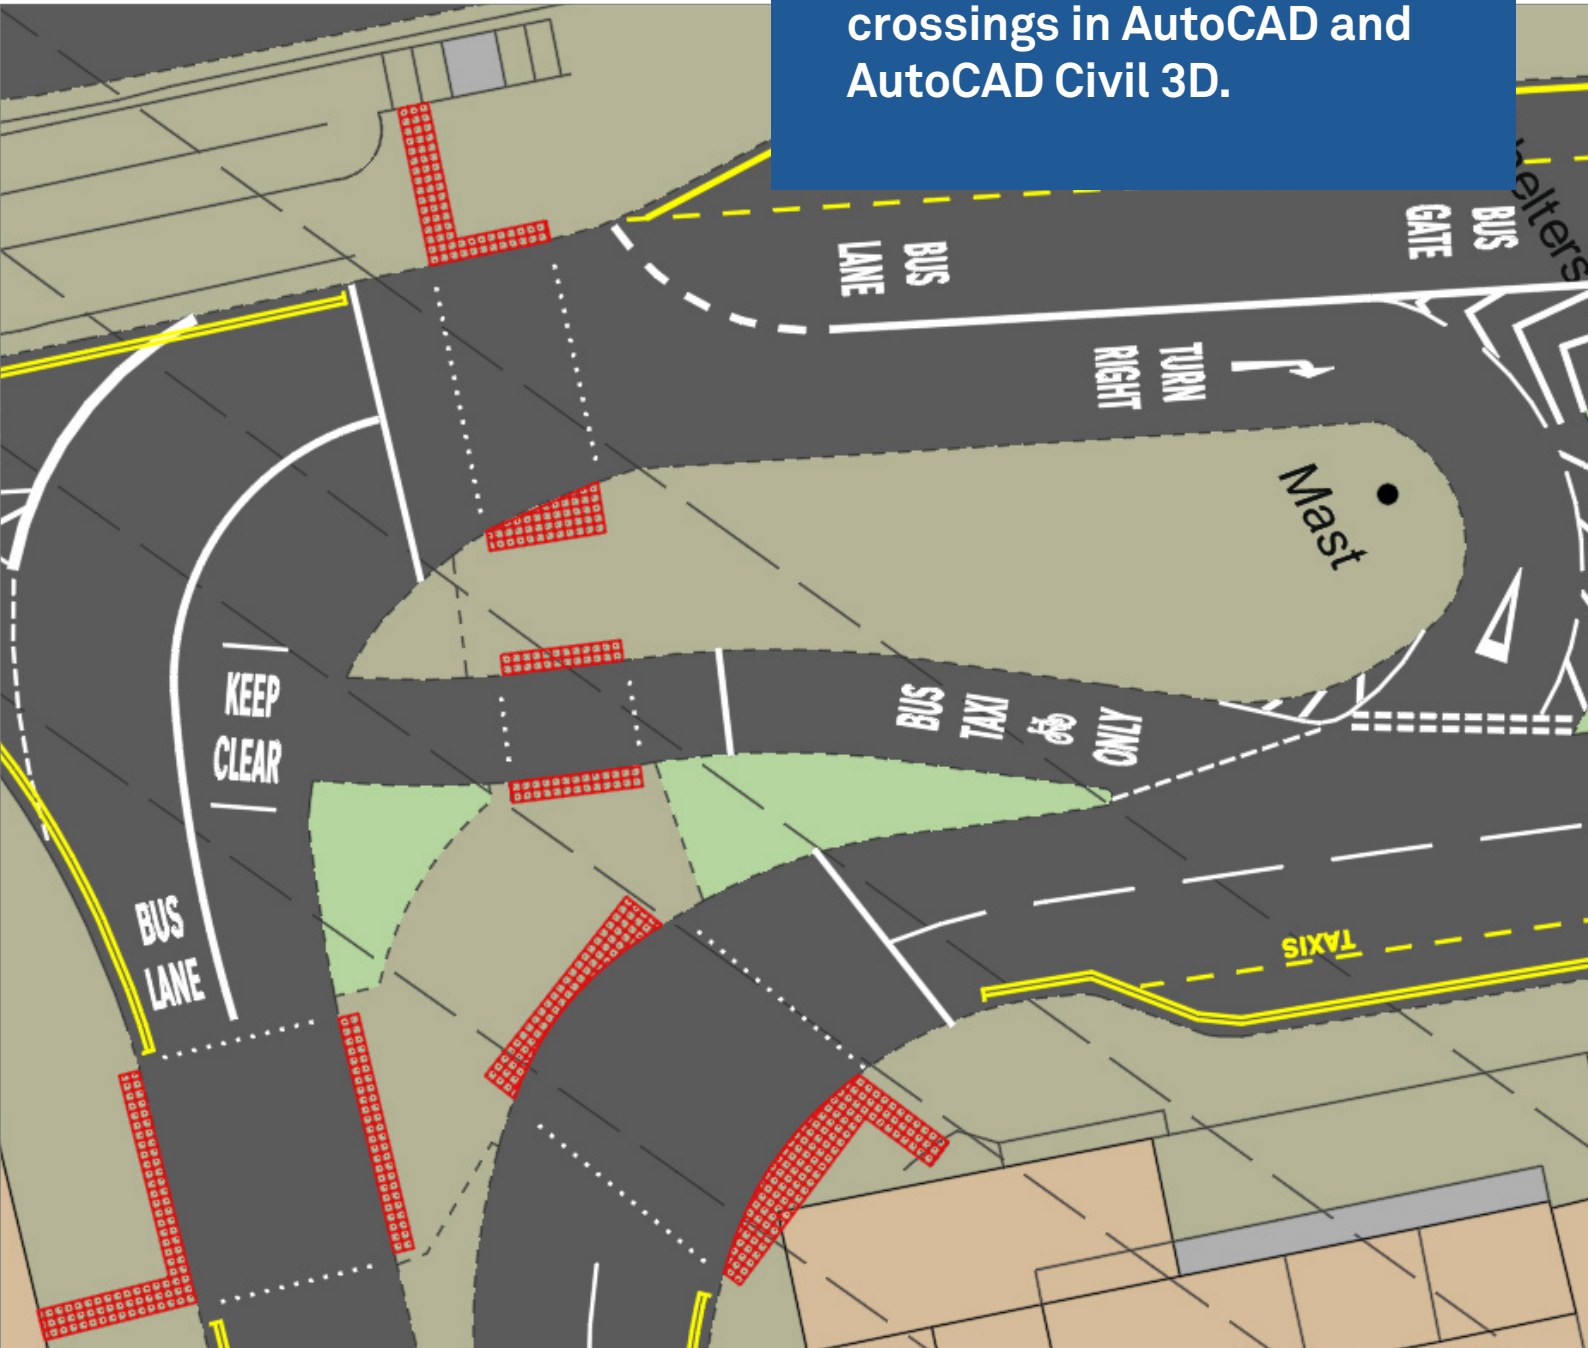 crossings in AutoCAD and
AutoCAD Civil 3D.
elters
BUS
GATE
BUS
LANE
TURN
RIGHT
Mast
KEEP
CLEAR
BUS
TAXI
ONLY
BUS
LANE
TAXIS